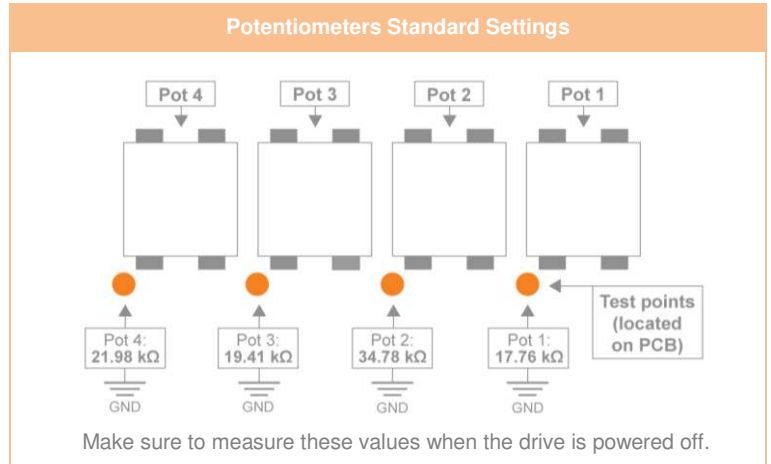 Potentiometers Standard Settings
Pot 4
Pot 3
Pot 2
Pot 1
Test points
(located
on PCB)
Pot 4:
21.98 kΩ
GND
Pot 3:
19.41 kΩ
GND
Pot 2:
34.78 kΩ
GND
Pot 1:
17.76 kΩ
GND
Make sure to measure these values when the drive is powered off.